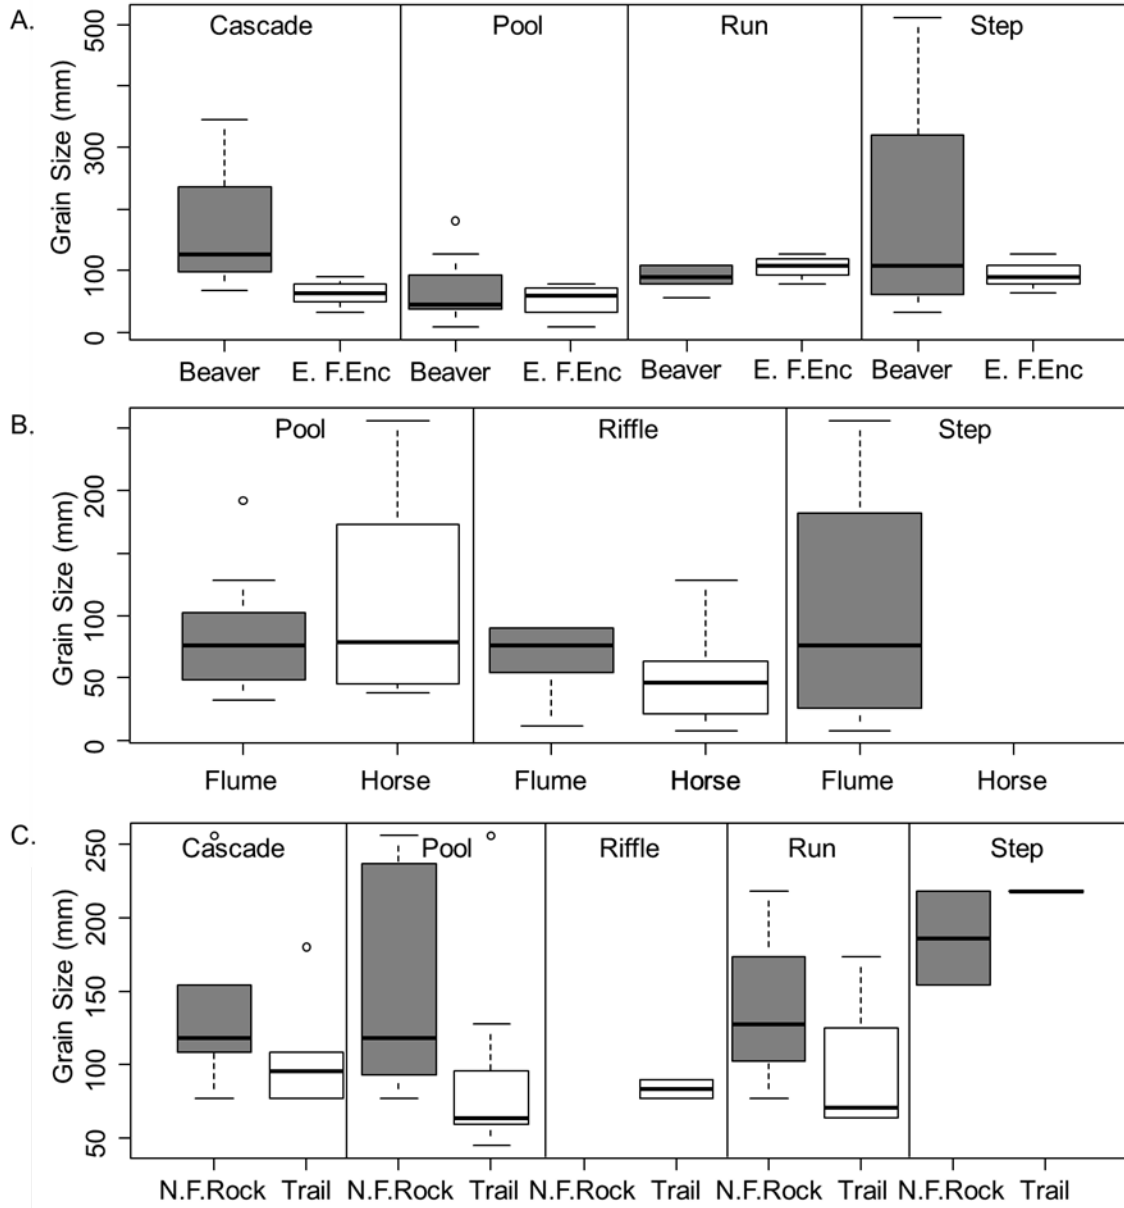 A.
Grain Size (mm)
500
300
100
0
Cascade Pool Run Step
Beaver E. F.Enc Beaver E. F.Enc Beaver E. F.Enc Beaver E. F.Enc
B.
Grain Size (mm)
200
100
50
0
Pool Riffle Step
Flume Horse Flume Horse Flume Horse
C.
Grain Size (mm)
250
200
150
100
50
Cascade Pool Riffle Run Step
N.F.Rock Trail N.F.Rock Trail N.F.Rock Trail N.F.Rock Trail N.F.Rock Trail